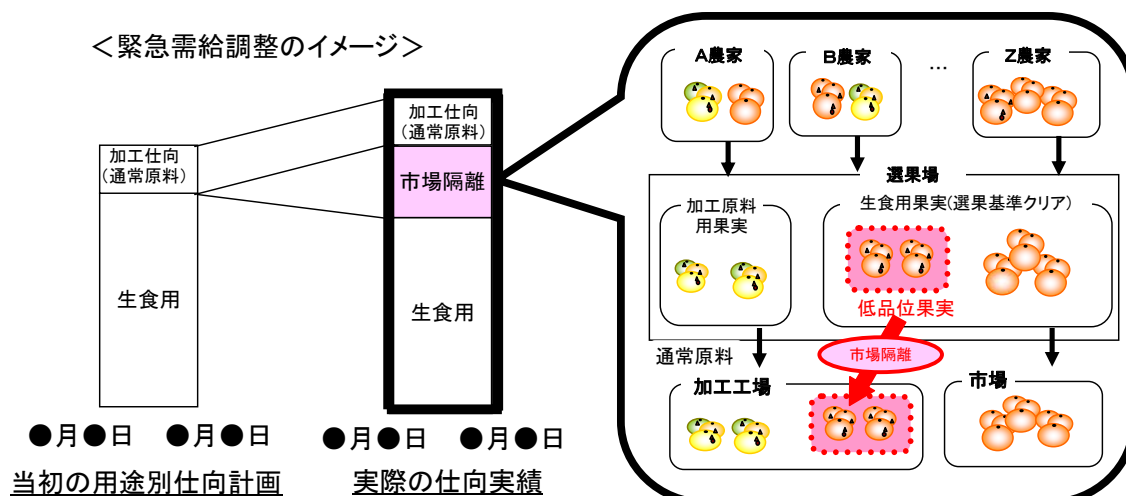 ＜緊急需給調整のイメージ＞
加工仕向
(通常原料)
生食用
●月●日　●月●日
当初の用途別仕向計画
加工仕向
(通常原料)
市場隔離
生食用
●月●日　●月●日
実際の仕向実績
A農家
B農家
…
Z農家
選果場
加工原料
用果実
生食用果実(選果基準クリア)
低品位果実
通常原料
市場隔離
加工工場
市場